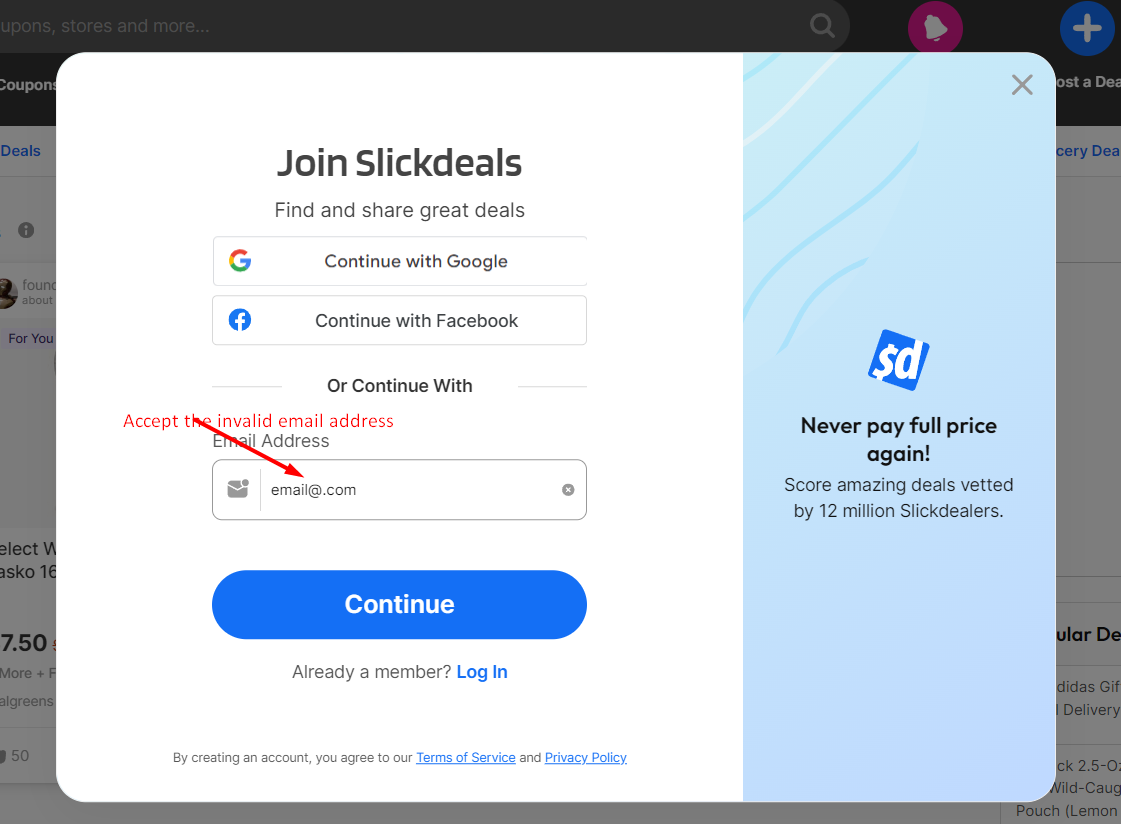 upons, stores and more...
Coupons
ost a Dea
Deals
cery Dea
Join Slickdeals
Find and share great deals
Continue with Google
Continue with Facebook
Or Continue With
Accept the invalid email address
Email Address
email@.com
Continue
Already a member? Log In
By creating an account, you agree to our Terms of Service and Privacy Policy
$d
Never pay full price
again!
Score amazing deals vetted
by 12 million Slickdealers.
foun
about
For You
elect W
asko 16
7.50
More + F
algreens
50
ular De
didas Gif
l Delivery
ck 2.5-Oz
Wild-Caug
Pouch (Lemon